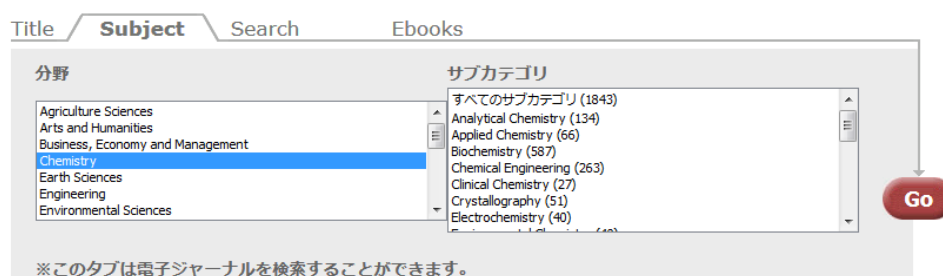 Title Subject Search Ebooks
分野
Agriculture Sciences
Arts and Humanities
Business, Economy and Management
Chemistry
Earth Sciences
Engineering
Environmental Sciences
サブカテゴリ
すべてのサブカテゴリ (1843)
Analytical Chemistry (134)
Applied Chemistry (66)
Biochemistry (587)
Chemical Engineering (263)
Clinical Chemistry (27)
Crystallography (51)
Electrochemistry (40)
Go
※このタブは電子ジャーナルを検索することができます。